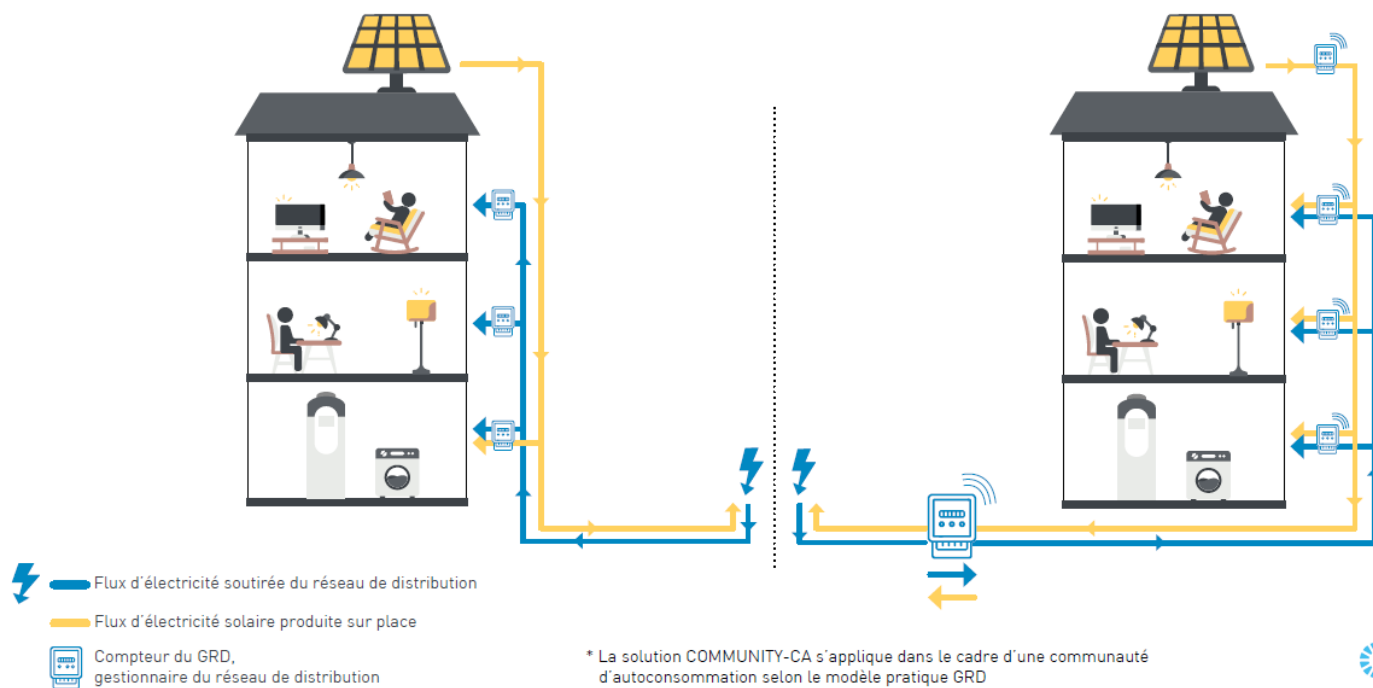 Flux d'électricité soutirée du réseau de distribution
Flux d'électricité solaire produite sur place
Compteur du GRD,
gestionnaire du réseau de distribution
* La solution COMMUNITY-CA s'applique dans le cadre d'une communauté
d'autoconsommation selon le modèle pratique GRD